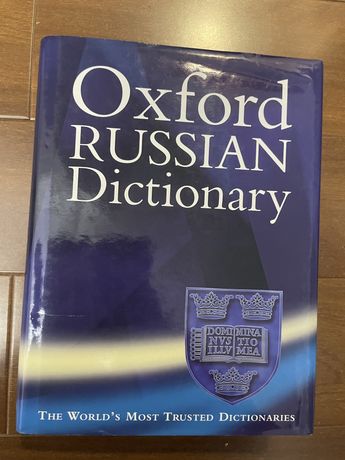 Oxford
RUSSIAN
Dictionary
DOMI MINA
NVS TIO
ILLV MEA
THE WORLD'S MOST TRUSTED DICTIONARIES